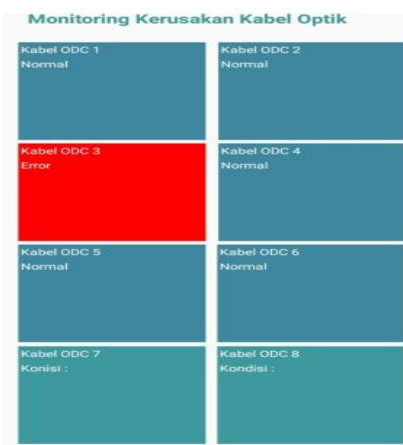 Monitoring Kerusakan Kabel Optik
Kabel ODC 1
Normal
Kabel ODC 2
Normal
Kabel ODC 3
Error
Kabel ODC 4
Normal
Kabel ODC 5
Normal
Kabel ODC 6
Normal
Kabel ODC 7
Konisi :
Kabel ODC 8
Kondisi :